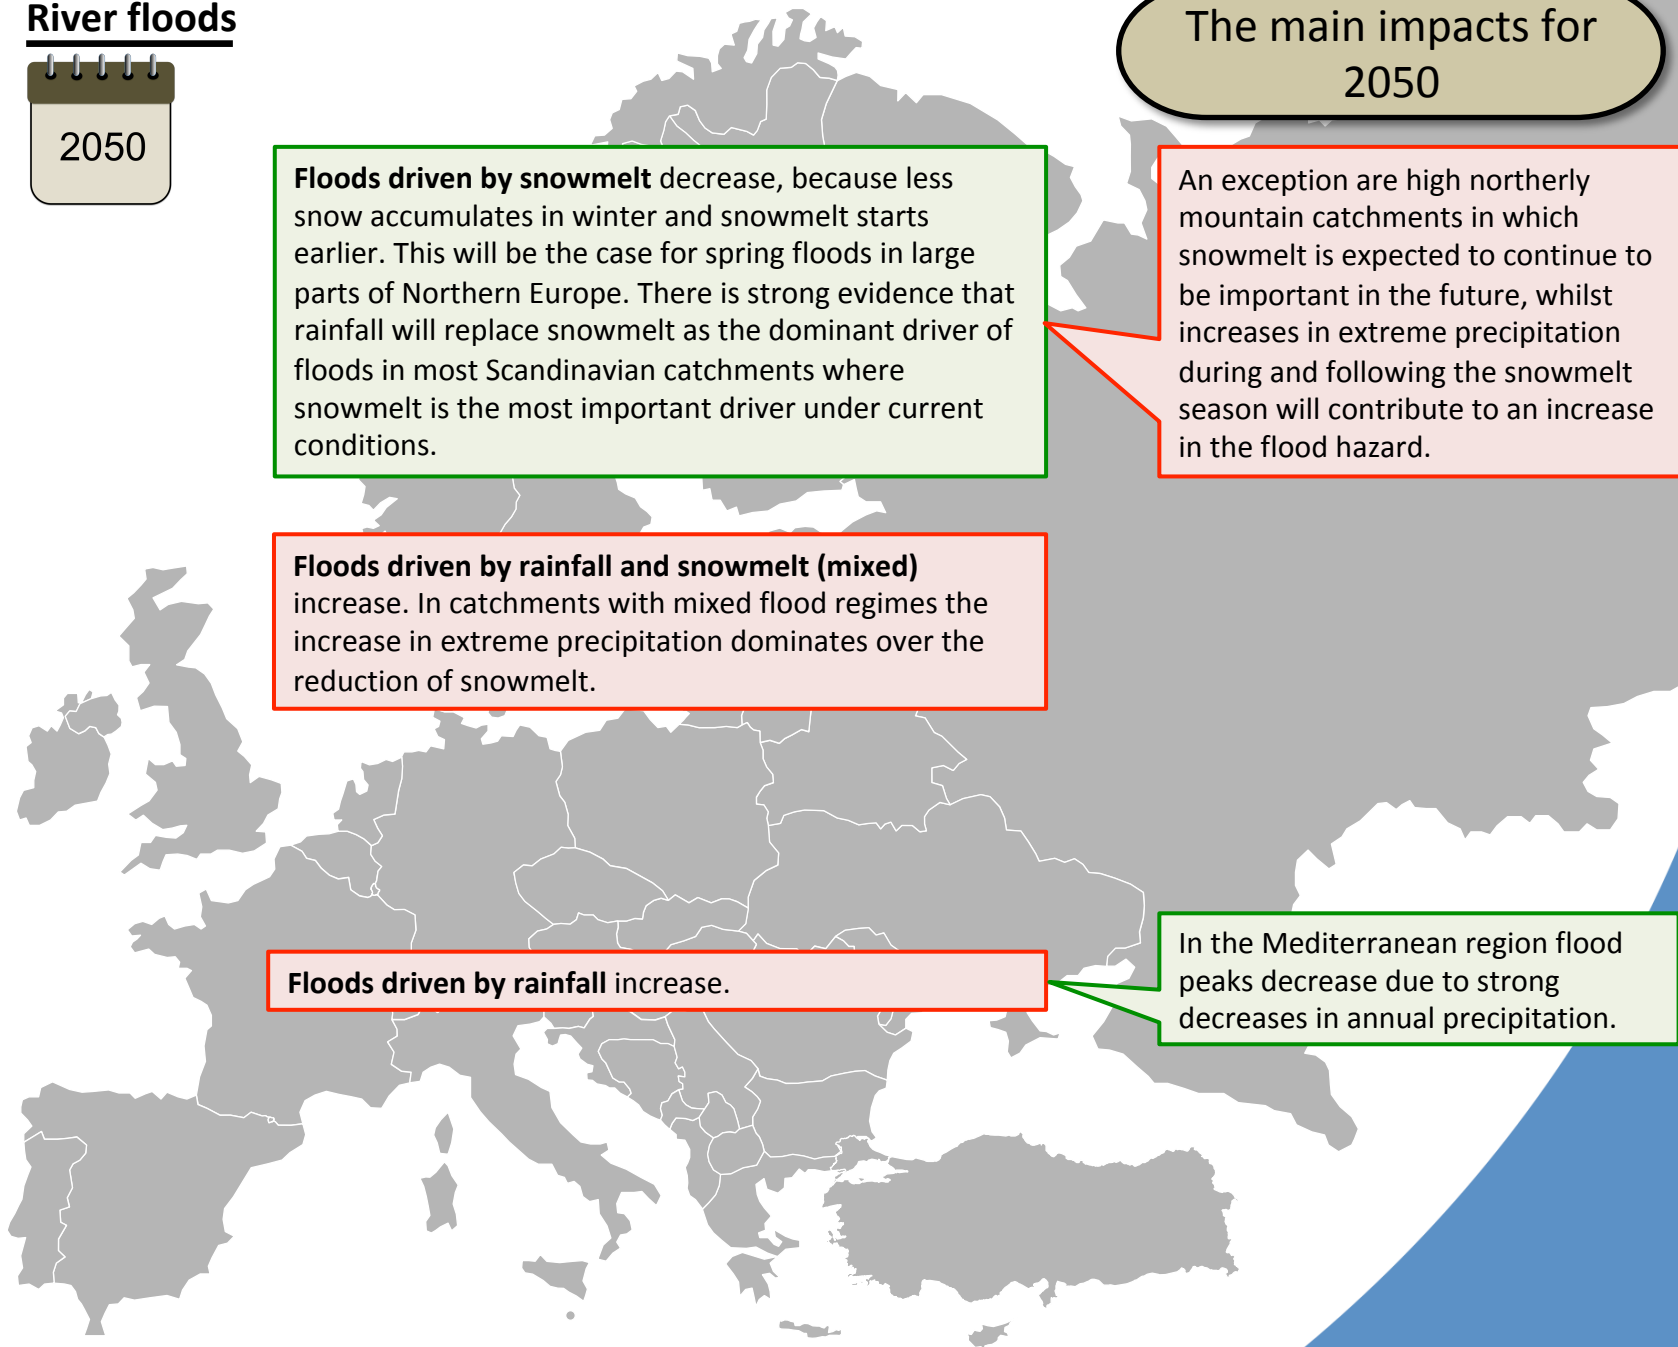 River floods
2050
The main impacts for
2050
Floods driven by snowmelt decrease, because less
snow accumulates in winter and snowmelt starts
earlier. This will be the case for spring floods in large
parts of Northern Europe. There is strong evidence that
rainfall will replace snowmelt as the dominant driver of
floods in most Scandinavian catchments where
snowmelt is the most important driver under current
conditions.
An exception are high northerly
mountain catchments in which
snowmelt is expected to continue to
be important in the future, whilst
increases in extreme precipitation
during and following the snowmelt
season will contribute to an increase
in the flood hazard.
Floods driven by rainfall and snowmelt (mixed)
increase. In catchments with mixed flood regimes the
increase in extreme precipitation dominates over the
reduction of snowmelt.
Floods driven by rainfall increase.
In the Mediterranean region flood
peaks decrease due to strong
decreases in annual precipitation.